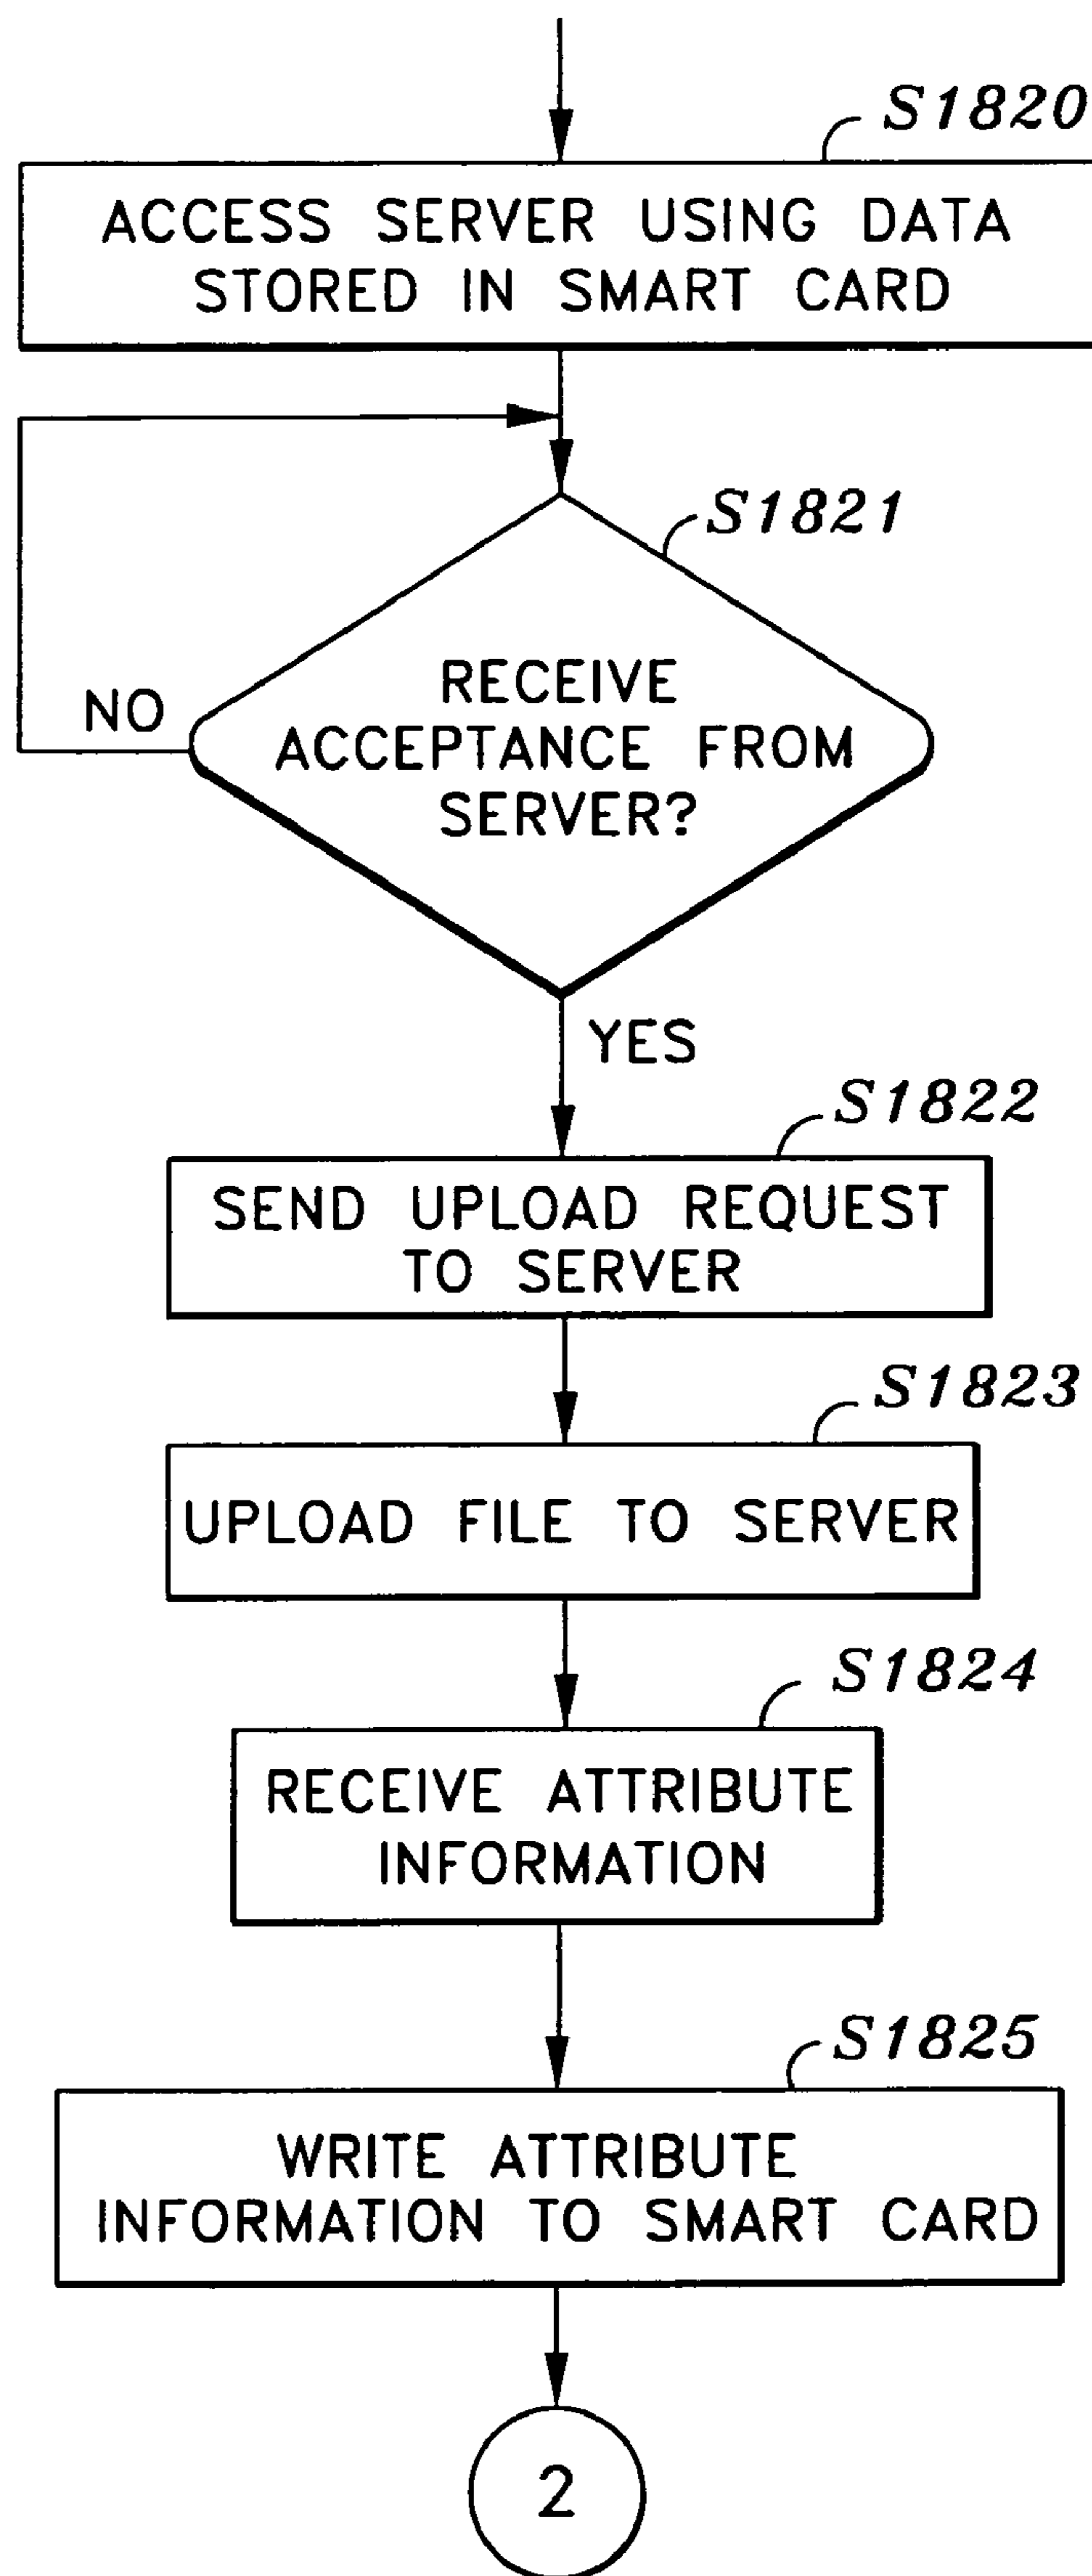 S1820
ACCESS SERVER USING DATA
STORED IN SMART CARD
S1821
RECEIVE
ACCEPTANCE FROM
SERVER?
NO
YES
S1822
SEND UPLOAD REQUEST
TO SERVER
S1823
UPLOAD FILE TO SERVER
S1824
RECEIVE ATTRIBUTE
INFORMATION
S1825
WRITE ATTRIBUTE
INFORMATION TO SMART CARD
2